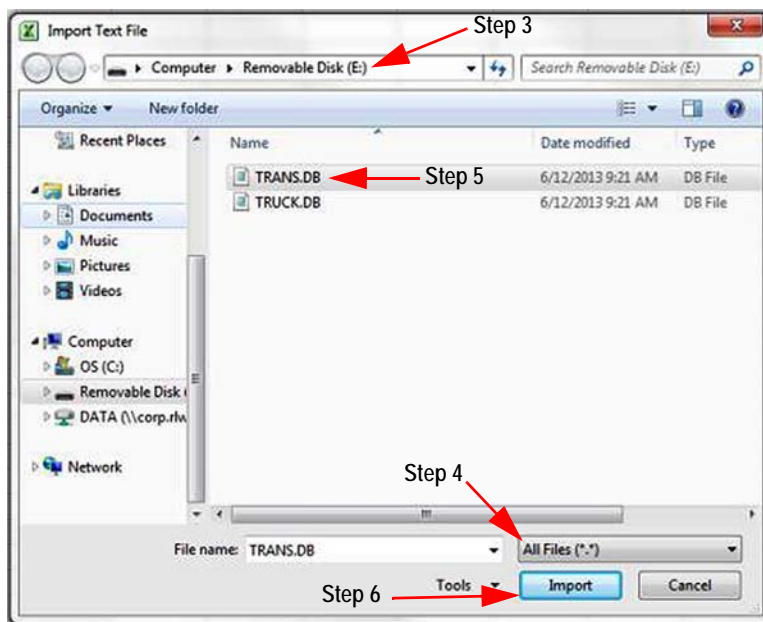 Import Text File
Step 3
Computer Removable Disk (E:)
Search Removable Disk (E:)
Organize New folder
Recent Places
Name Date modified Type
TRANS.DB Step 5 6/12/2013 9:21 AM DB File
Libraries
TRUCK.DB 6/12/2013 9:21 AM DB File
Documents
Music
Pictures
Videos
Computer
OS (C:)
Removable Disk (
DATA (\\corp.rlw
Network
Step 4
File name: TRANS.DB All Files (*.*)
Step 6 Tools Import Cancel